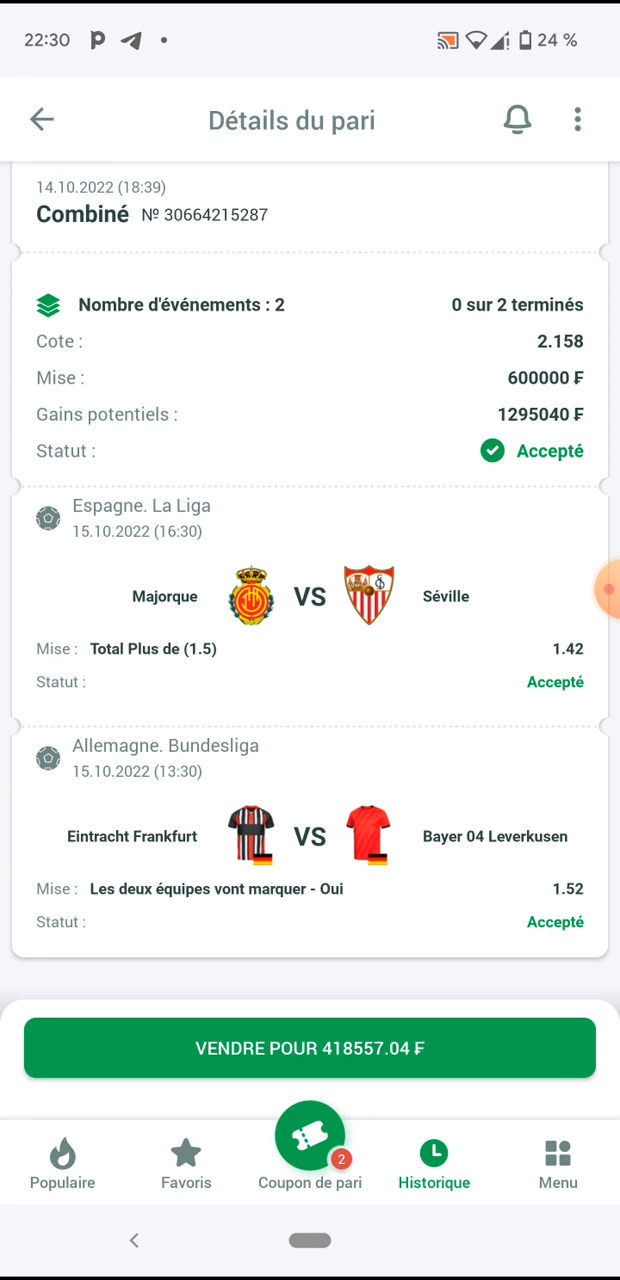 22:30
24 %
Détails du pari
14.10.2022 (18:39)
Combiné № 30664215287
Nombre d'événements : 2 0 sur 2 terminés
Cote : 2.158
Mise : 600000 ₣
Gains potentiels : 1295040 ₣
Statut : Accepté
Espagne. La Liga
15.10.2022 (16:30)
Majorque VS Séville
Mise : Total Plus de (1.5) 1.42
Statut : Accepté
Allemagne. Bundesliga
15.10.2022 (13:30)
Eintracht Frankfurt VS Bayer 04 Leverkusen
Mise : Les deux équipes vont marquer - Oui 1.52
Statut : Accepté
VENDRE POUR 418557.04 ₣
2
Populaire Favoris Coupon de pari Historique Menu